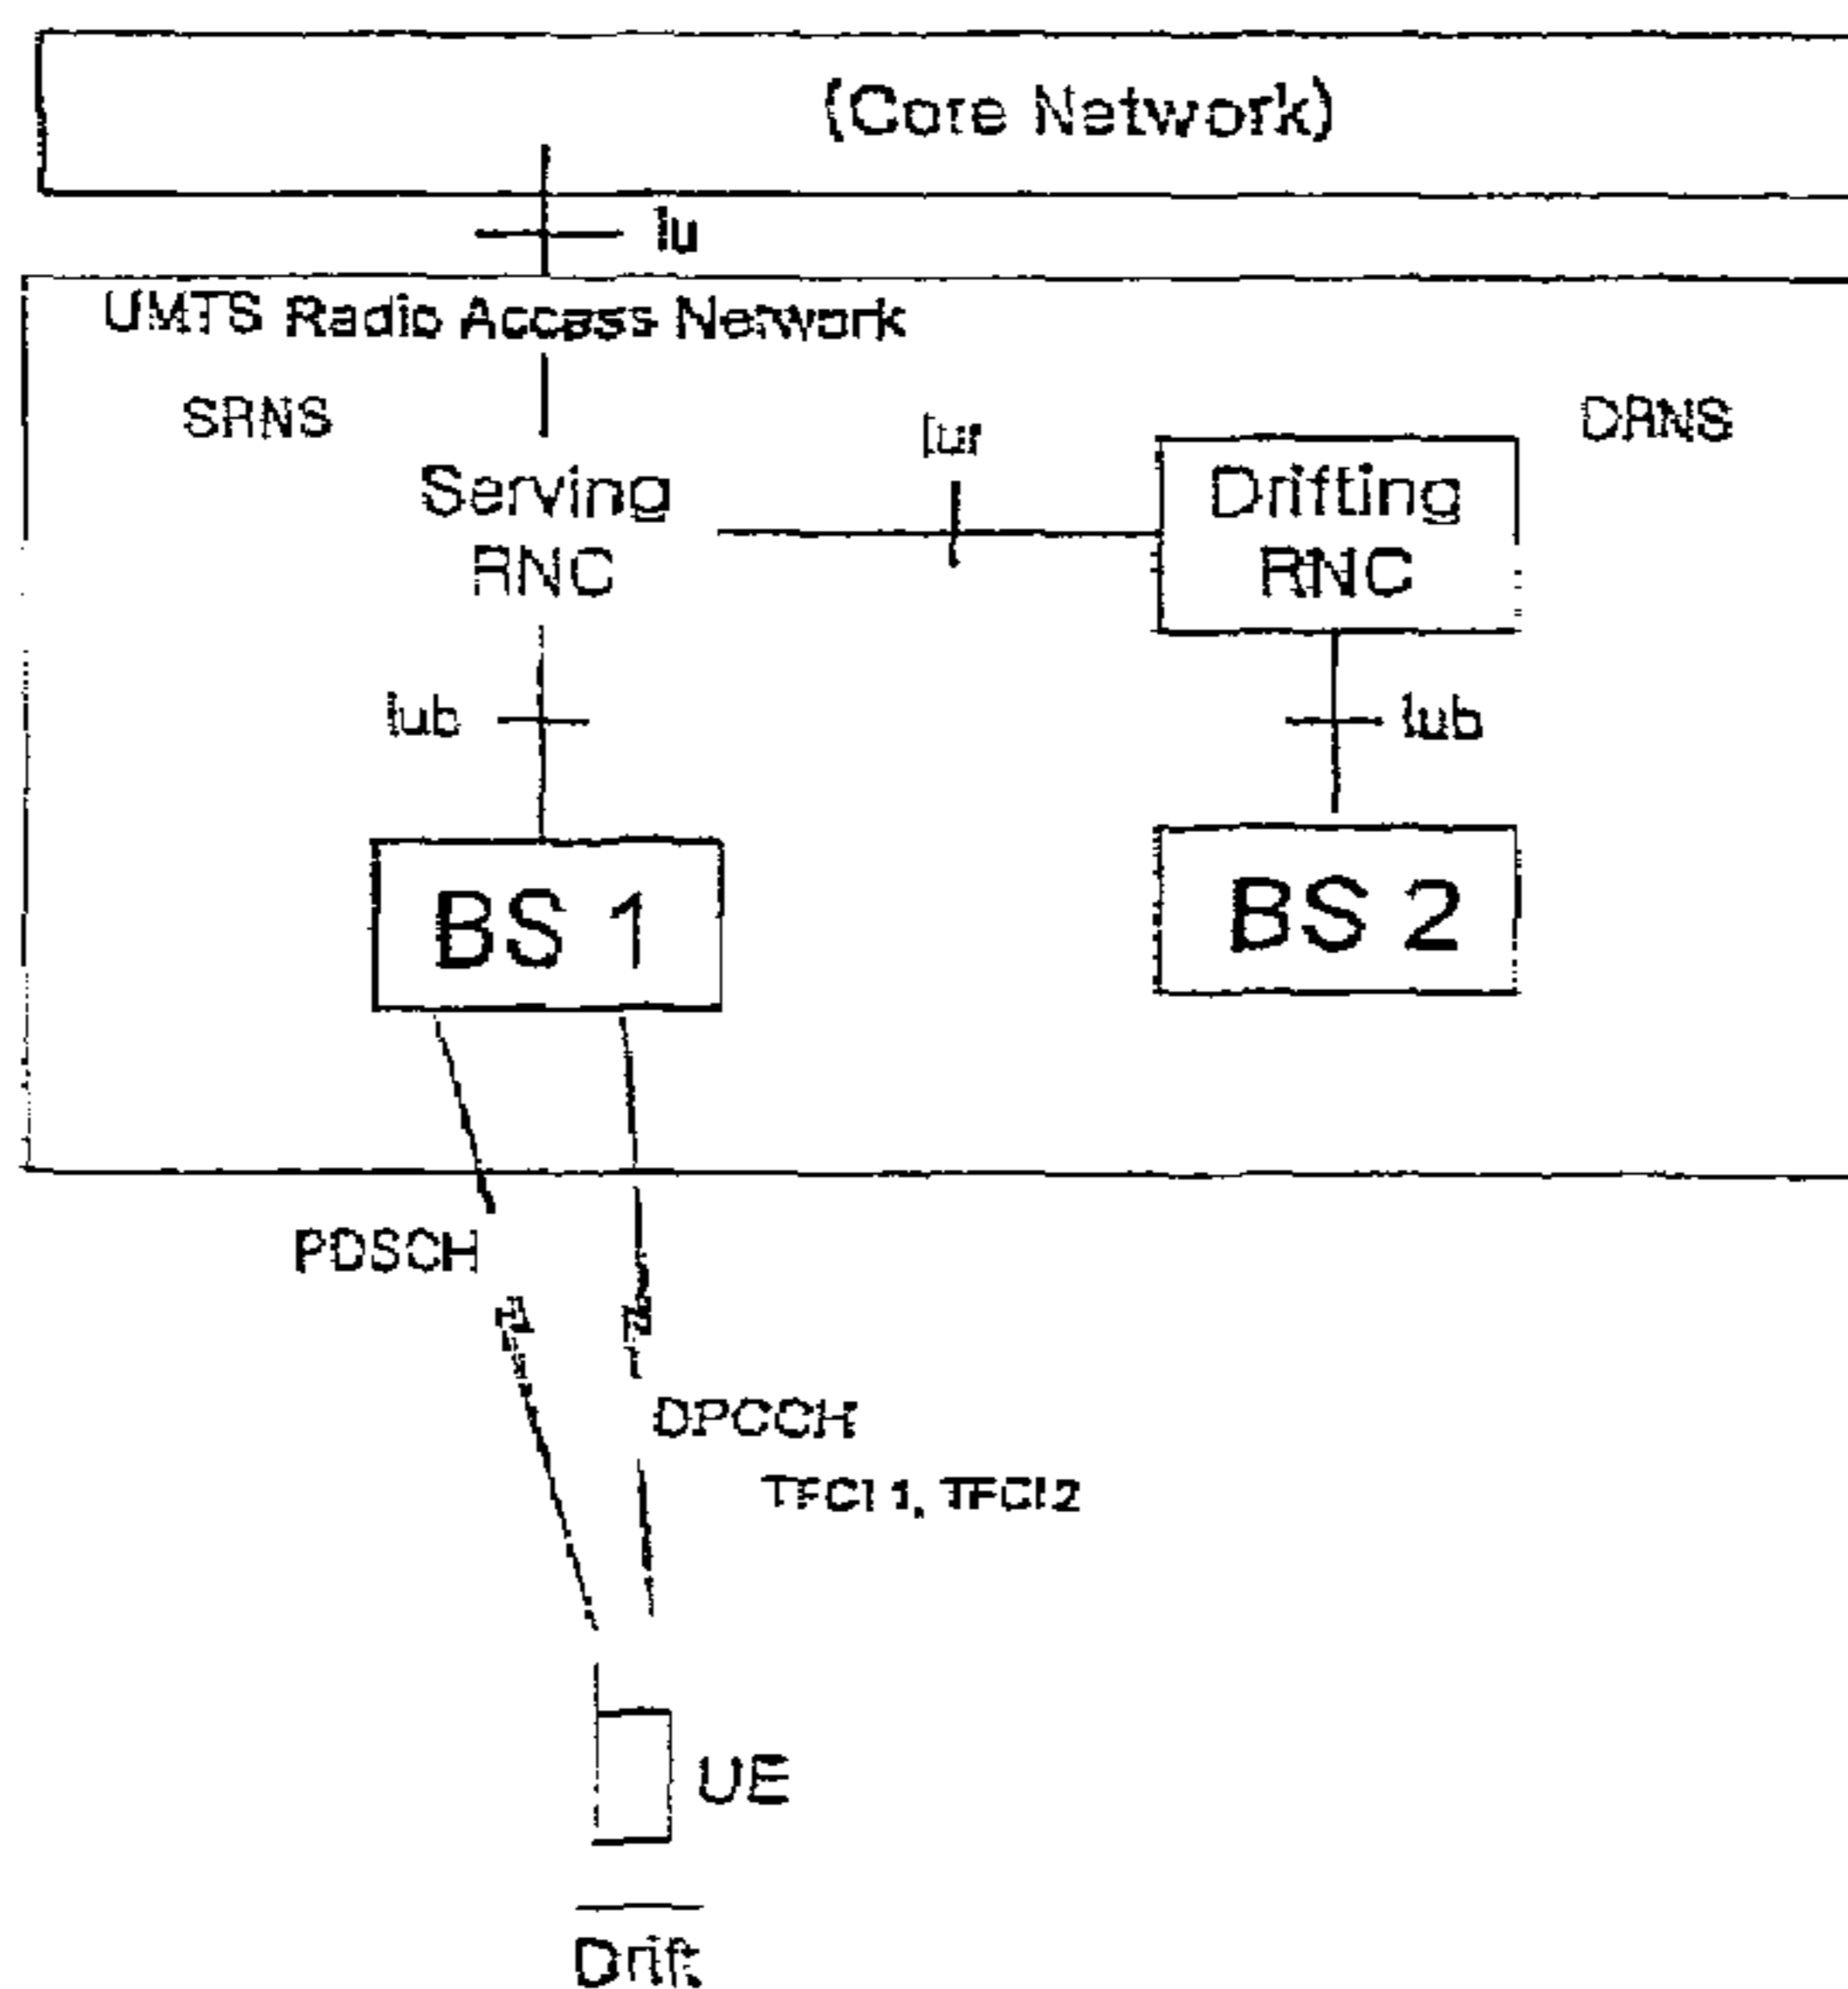 (Core Network)
Iu
UMTS Radio Access Network
SRNS
Iur
DRNS
Serving
RNC
Drifting
RNC
Iub
Iub
BS 1
BS 2
PDSCH
DPCCH
TFCI 1, TFCI 2
UE
Drift